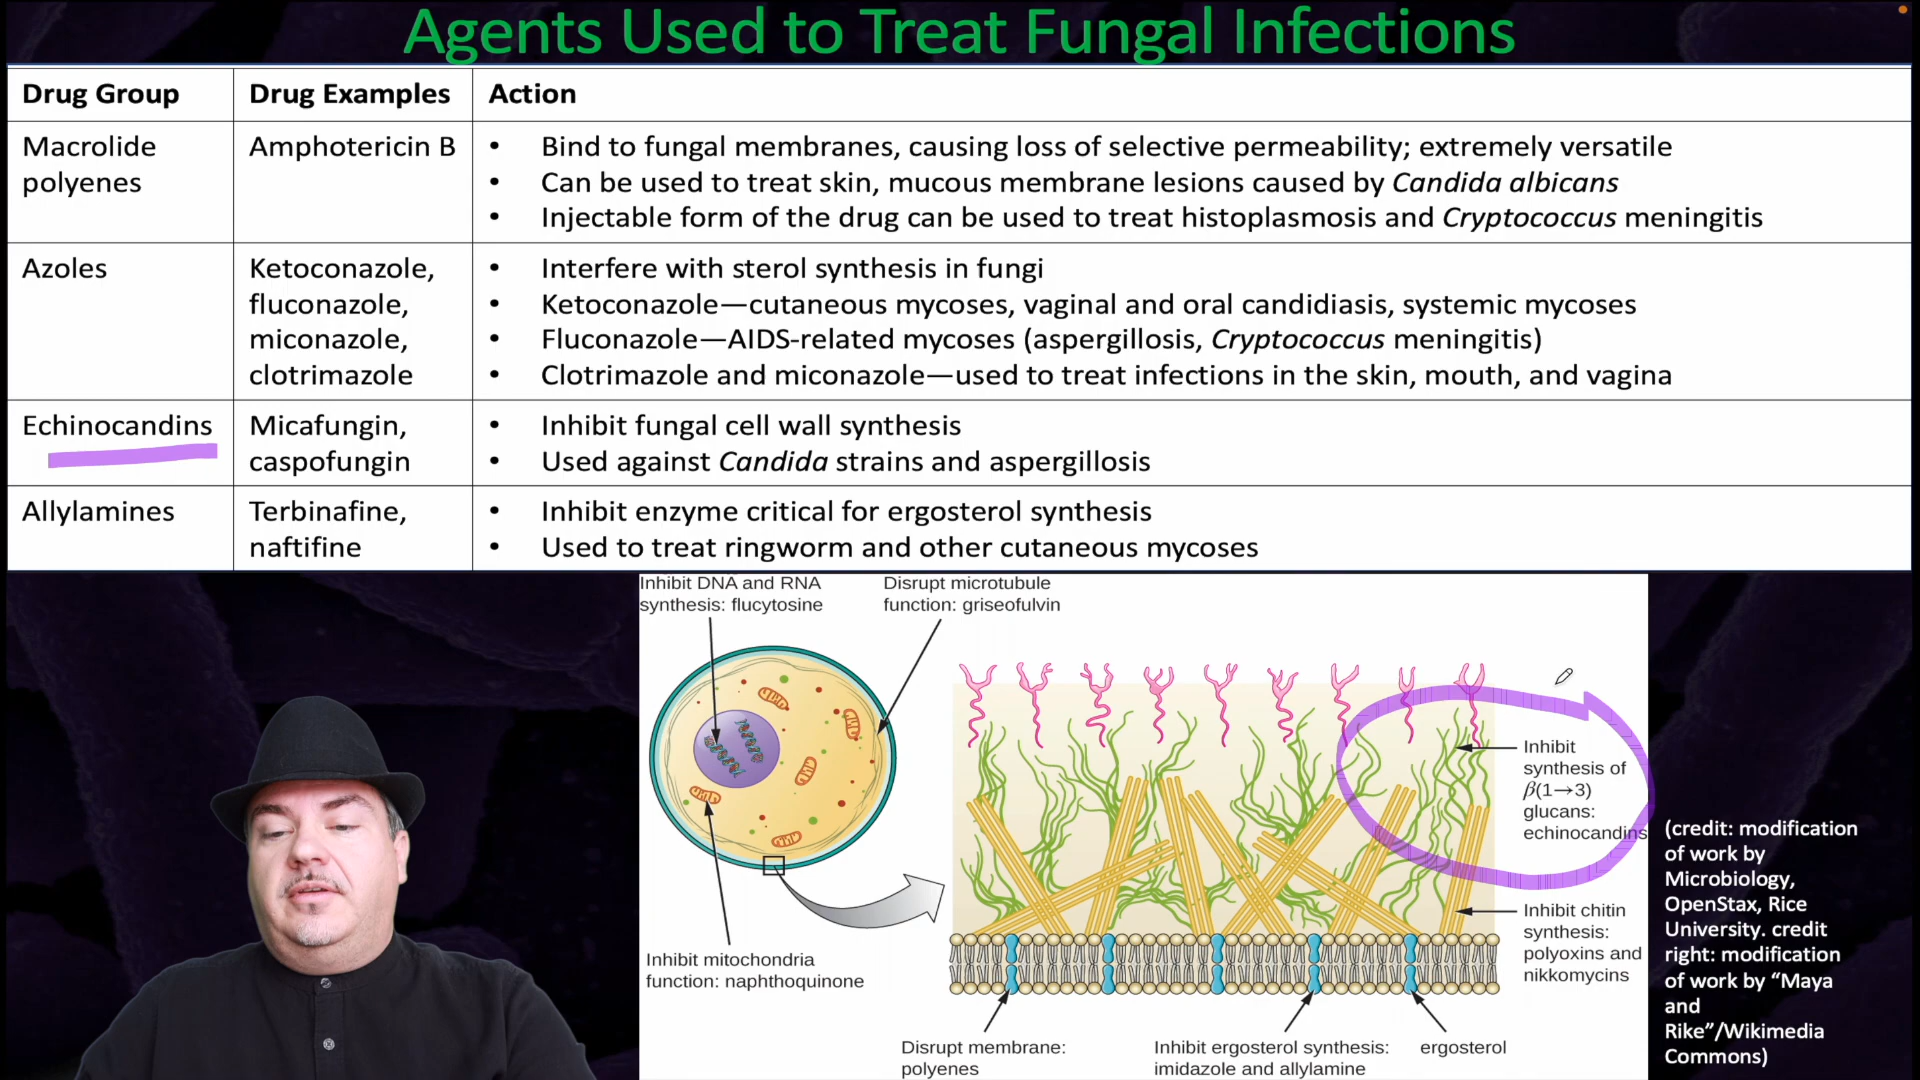 Agents Used to Treat Fungal Infections
Drug Group
Drug Examples
Action
Macrolide
polyenes
Amphotericin B
• Bind to fungal membranes, causing loss of selective permeability; extremely versatile
• Can be used to treat skin, mucous membrane lesions caused by Candida albicans
• Injectable form of the drug can be used to treat histoplasmosis and Cryptococcus meningitis
Azoles
Ketoconazole,
fluconazole,
miconazole,
clotrimazole
• Interfere with sterol synthesis in fungi
• Ketoconazole—cutaneous mycoses, vaginal and oral candidiasis, systemic mycoses
• Fluconazole—AIDS-related mycoses (aspergillosis, Cryptococcus meningitis)
• Clotrimazole and miconazole—used to treat infections in the skin, mouth, and vagina
Echinocandins
Micafungin,
caspofungin
• Inhibit fungal cell wall synthesis
• Used against Candida strains and aspergillosis
Allylamines
Terbinafine,
naftifine
• Inhibit enzyme critical for ergosterol synthesis
• Used to treat ringworm and other cutaneous mycoses
Inhibit DNA and RNA
synthesis: flucytosine
Disrupt microtubule
function: griseofulvin
Inhibit
synthesis of
β(1→3)
glucans:
echinocandins
Inhibit chitin
synthesis:
polyoxins and
nikkomycins
Inhibit mitochondria
function: naphthoquinone
Disrupt membrane:
polyenes
Inhibit ergosterol synthesis:
imidazole and allylamine
ergosterol
(credit: modification
of work by
Microbiology,
OpenStax, Rice
University. credit
right: modification
of work by “Maya
and
Rike”/Wikimedia
Commons)